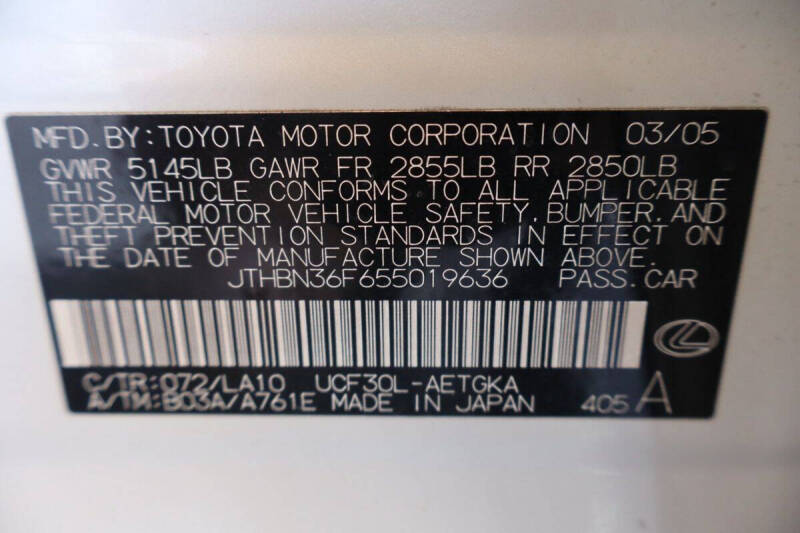 MFD. BY: TOYOTA MOTOR CORPORATION 03/05
GVWR 5145LB GAWR FR 2855LB RR 2850LB
THIS VEHICLE CONFORMS TO ALL APPLICABLE
FEDERAL MOTOR VEHICLE SAFETY, BUMPER, AND
THEFT PREVENTION STANDARDS IN EFFECT ON
THE DATE OF MANUFACTURE SHOWN ABOVE.
JTHBN36F655019636 PASS. CAR
C/TR: 072/LA10 UCF30L-AETGKA
A/TM: B03A/A761E MADE IN JAPAN 405 A